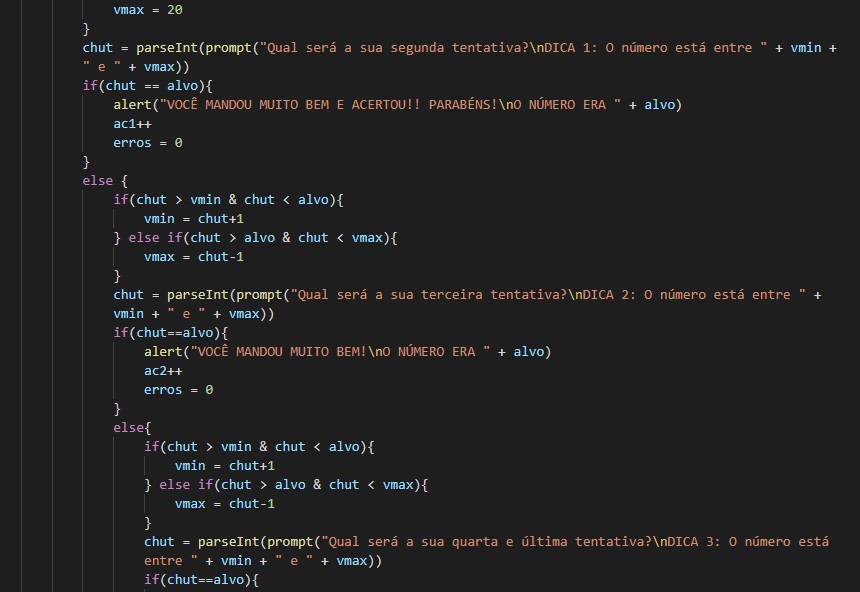 vmax = 20
}
chut = parseInt(prompt("Qual será a sua segunda tentativa?\nDICA 1: O número está entre " + vmin +
" e " + vmax))
if(chut == alvo){
alert("VOCÊ MANDOU MUITO BEM E ACERTOU!! PARABÉNS!\nO NÚMERO ERA " + alvo)
ac1++
erros = 0
}
else {
if(chut > vmin & chut < alvo){
vmin = chut+1
} else if(chut > alvo & chut < vmax){
vmax = chut-1
}
chut = parseInt(prompt("Qual será a sua terceira tentativa?\nDICA 2: O número está entre " +
vmin + " e " + vmax))
if(chut==alvo){
alert("VOCÊ MANDOU MUITO BEM!\nO NÚMERO ERA " + alvo)
ac2++
erros = 0
}
else{
if(chut > vmin & chut < alvo){
vmin = chut+1
} else if(chut > alvo & chut < vmax){
vmax = chut-1
}
chut = parseInt(prompt("Qual será a sua quarta e última tentativa?\nDICA 3: O número está
entre " + vmin + " e " + vmax))
if(chut==alvo){